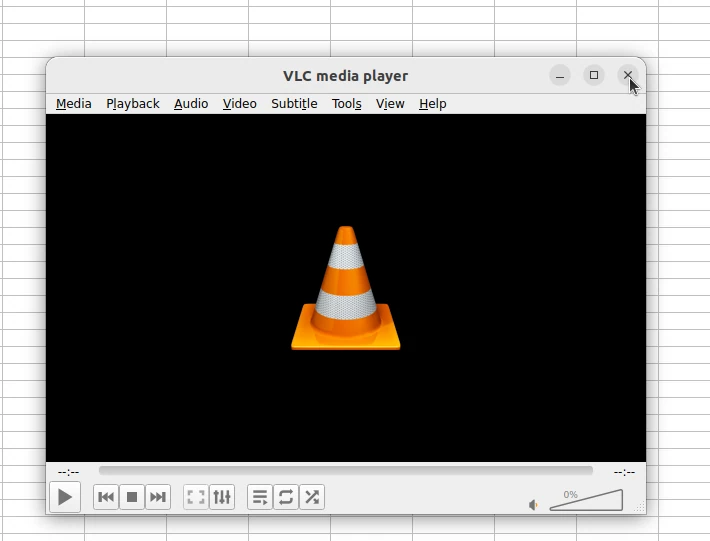 VLC media player
Media Playback Audio Video Subtitle Tools View Help
--:-- --:--
0%